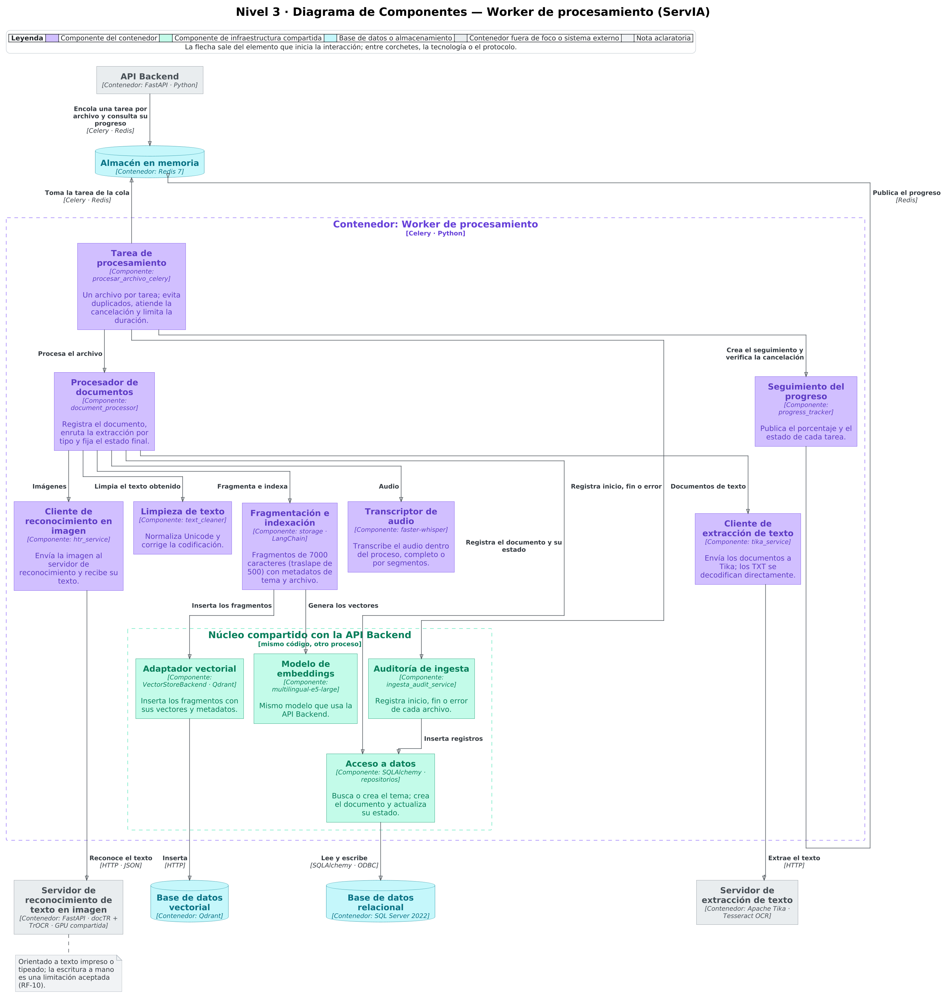 Nivel 3 · Diagrama de Componentes — Worker de procesamiento (ServIA)
Leyenda
Componente del contenedor
Componente de infraestructura compartida
Base de datos o almacenamiento
Contenedor fuera de foco o sistema externo
Nota aclaratoria
La flecha sale del elemento que inicia la interacción; entre corchetes, la tecnología o el protocolo.
API Backend
[Contenedor: FastAPI · Python]
Encola una tarea por
archivo y consulta su
progreso
[Celery · Redis]
Almacén en memoria
[Contenedor: Redis 7]
Toma la tarea de la cola
[Celery · Redis]
Publica el progreso
[Redis]
Contenedor: Worker de procesamiento
[Celery · Python]
Tarea de
procesamiento
[Componente:
procesar_archivo_celery]
Un archivo por tarea; evita
duplicados, atiende la
cancelación y limita la
duración.
Procesa el archivo
Crea el seguimiento y
verifica la cancelación
Procesador de
documentos
[Componente:
document_processor]
Registra el documento,
enruta la extracción por
tipo y fija el estado final.
Seguimiento del
progreso
[Componente:
progress_tracker]
Publica el porcentaje y el
estado de cada tarea.
Imágenes
Limpia el texto obtenido
Fragmenta e indexa
Audio
Registra inicio, fin o error
Documentos de texto
Cliente de
reconocimiento en
imagen
[Componente: htr_service]
Envía la imagen al
servidor de
reconocimiento y recibe su
texto.
Limpieza de texto
[Componente: text_cleaner]
Normaliza Unicode y
corrige la codificación.
Fragmentación e
indexación
[Componente: storage ·
LangChain]
Fragmentos de 7000
caracteres (traslape de
500) con metadatos de
tema y archivo.
Transcriptor de
audio
[Componente: faster-whisper]
Transcribe el audio dentro
del proceso, completo o
por segmentos.
Registra el documento y su
estado
Cliente de
extracción de texto
[Componente: tika_service]
Envía los documentos a
Tika; los TXT se
decodifican directamente.
Inserta los fragmentos
Genera los vectores
Núcleo compartido con la API Backend
[mismo código, otro proceso]
Adaptador vectorial
[Componente:
VectorStoreBackend · Qdrant]
Inserta los fragmentos con
sus vectores y metadatos.
Modelo de
embeddings
[Componente:
multilingual-e5-large]
Mismo modelo que usa la
API Backend.
Auditoría de ingesta
[Componente:
ingesta_audit_service]
Registra inicio, fin o error
de cada archivo.
Inserta registros
Acceso a datos
[Componente: SQLAlchemy ·
repositorios]
Busca o crea el tema; crea
el documento y actualiza
su estado.
Reconoce el texto
[HTTP · JSON]
Inserta
[HTTP]
Lee y escribe
[SQLAlchemy · ODBC]
Extrae el texto
[HTTP]
Servidor de
reconocimiento de
texto en imagen
[Contenedor: FastAPI · docTR +
TrOCR · GPU compartida]
Base de datos
vectorial
[Contenedor: Qdrant]
Base de datos
relacional
[Contenedor: SQL Server 2022]
Servidor de
extracción de texto
[Contenedor: Apache Tika ·
Tesseract OCR]
Orientado a texto impreso o
tipeado; la escritura a mano
es una limitación aceptada
(RF-10).